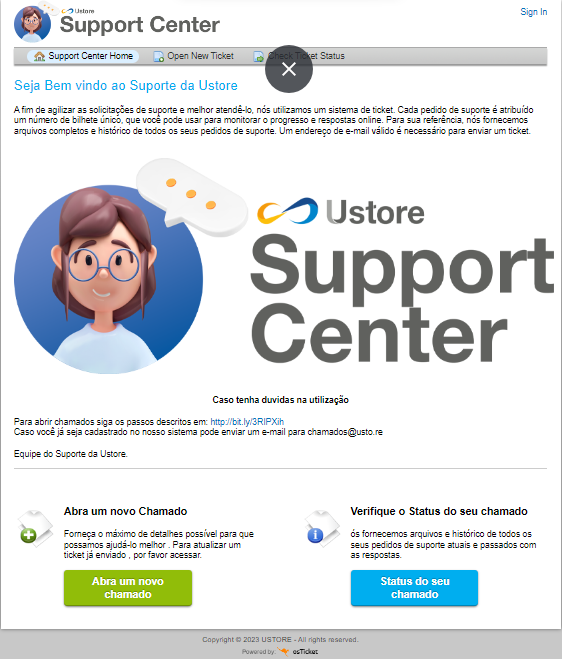 Ustore
Support Center
Sign In
Support Center Home
Open New Ticket
Check Ticket Status
Seja Bem vindo ao Suporte da Ustore
A fim de agilizar as solicitações de suporte e melhor atendê-lo, nós utilizamos um sistema de ticket. Cada pedido de suporte é atribuído
um número de bilhete único, que você pode usar para monitorar o progresso e respostas online. Para sua referência, nós fornecemos
arquivos completos e histórico de todos os seus pedidos de suporte. Um endereço de e-mail válido é necessário para enviar um ticket.
Ustore
Support
Center
Caso tenha duvidas na utilização
Para abrir chamados siga os passos descritos em: http://bit.ly/3RIPXih
Caso você já seja cadastrado no nosso sistema pode enviar um e-mail para chamados@usto.re
Equipe do Suporte da Ustore.
Abra um novo Chamado
Forneça o máximo de detalhes possível para que
possamos ajudá-lo melhor . Para atualizar um
ticket já enviado , por favor acessar.
Abra um novo
chamado
Verifique o Status do seu chamado
ós fornecemos arquivos e histórico de todos os
seus pedidos de suporte atuais e passados com
as respostas.
Status do seu
chamado
Copyright © 2023 USTORE - All rights reserved.
Powered by osTicket